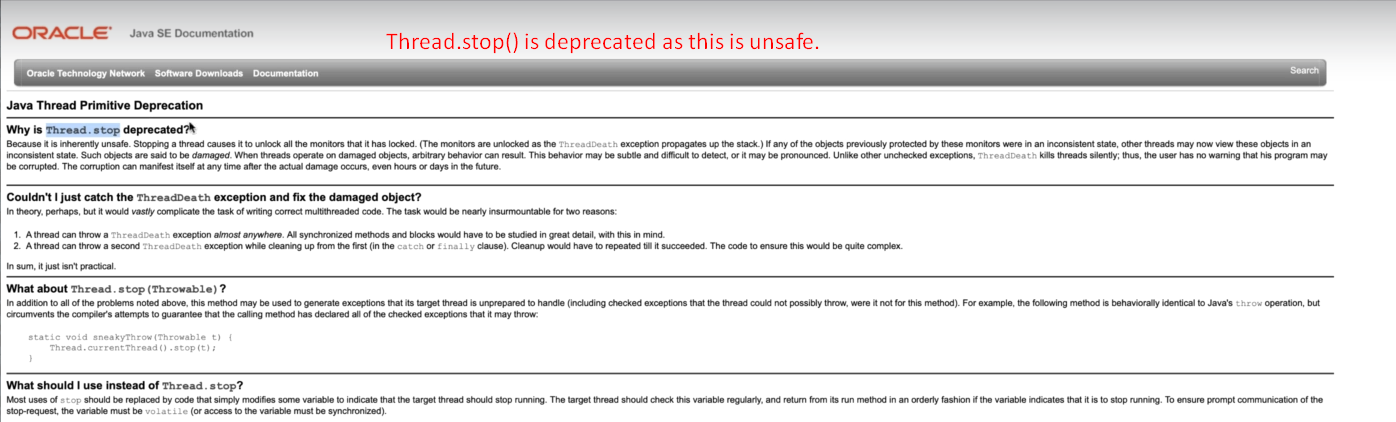 ORACLE Java SE Documentation
Thread.stop() is deprecated as this is unsafe.
Oracle Technology Network Software Downloads Documentation Search
Java Thread Primitive Deprecation
Why is Thread.stop deprecated?
Because it is inherently unsafe. Stopping a thread causes it to unlock all the monitors that it has locked. (The monitors are unlocked as the ThreadDeath exception propagates up the stack.) If any of the objects previously protected by these monitors were in an inconsistent state, other threads may now view these objects in an
inconsistent state. Such objects are said to be damaged. When threads operate on damaged objects, arbitrary behavior can result. This behavior may be subtle and difficult to detect, or it may be pronounced. Unlike other unchecked exceptions, ThreadDeath kills threads silently; thus, the user has no warning that his program may
be corrupted. The corruption can manifest itself at any time after the actual damage occurs, even hours or days in the future.
Couldn't I just catch the ThreadDeath exception and fix the damaged object?
In theory, perhaps, but it would vastly complicate the task of writing correct multithreaded code. The task would be nearly insurmountable for two reasons:
1. A thread can throw a ThreadDeath exception almost anywhere. All synchronized methods and blocks would have to be studied in great detail, with this in mind.
2. A thread can throw a second ThreadDeath exception while cleaning up from the first (in the catch or finally clause). Cleanup would have to repeated till it succeeded. The code to ensure this would be quite complex.
In sum, it just isn't practical.
What about Thread.stop(Throwable)?
In addition to all of the problems noted above, this method may be used to generate exceptions that its target thread is unprepared to handle (including checked exceptions that the thread could not possibly throw, were it not for this method). For example, the following method is behaviorally identical to Java's throw operation, but
circumvents the compiler's attempts to guarantee that the calling method has declared all of the checked exceptions that it may throw:
static void sneakyThrow(Throwable t) {
Thread.currentThread().stop(t);
}
What should I use instead of Thread.stop?
Most uses of stop should be replaced by code that simply modifies some variable to indicate that the target thread should stop running. The target thread should check this variable regularly, and return from its run method in an orderly fashion if the variable indicates that it is to stop running. To ensure prompt communication of the
stop-request, the variable must be volatile (or access to the variable must be synchronized).